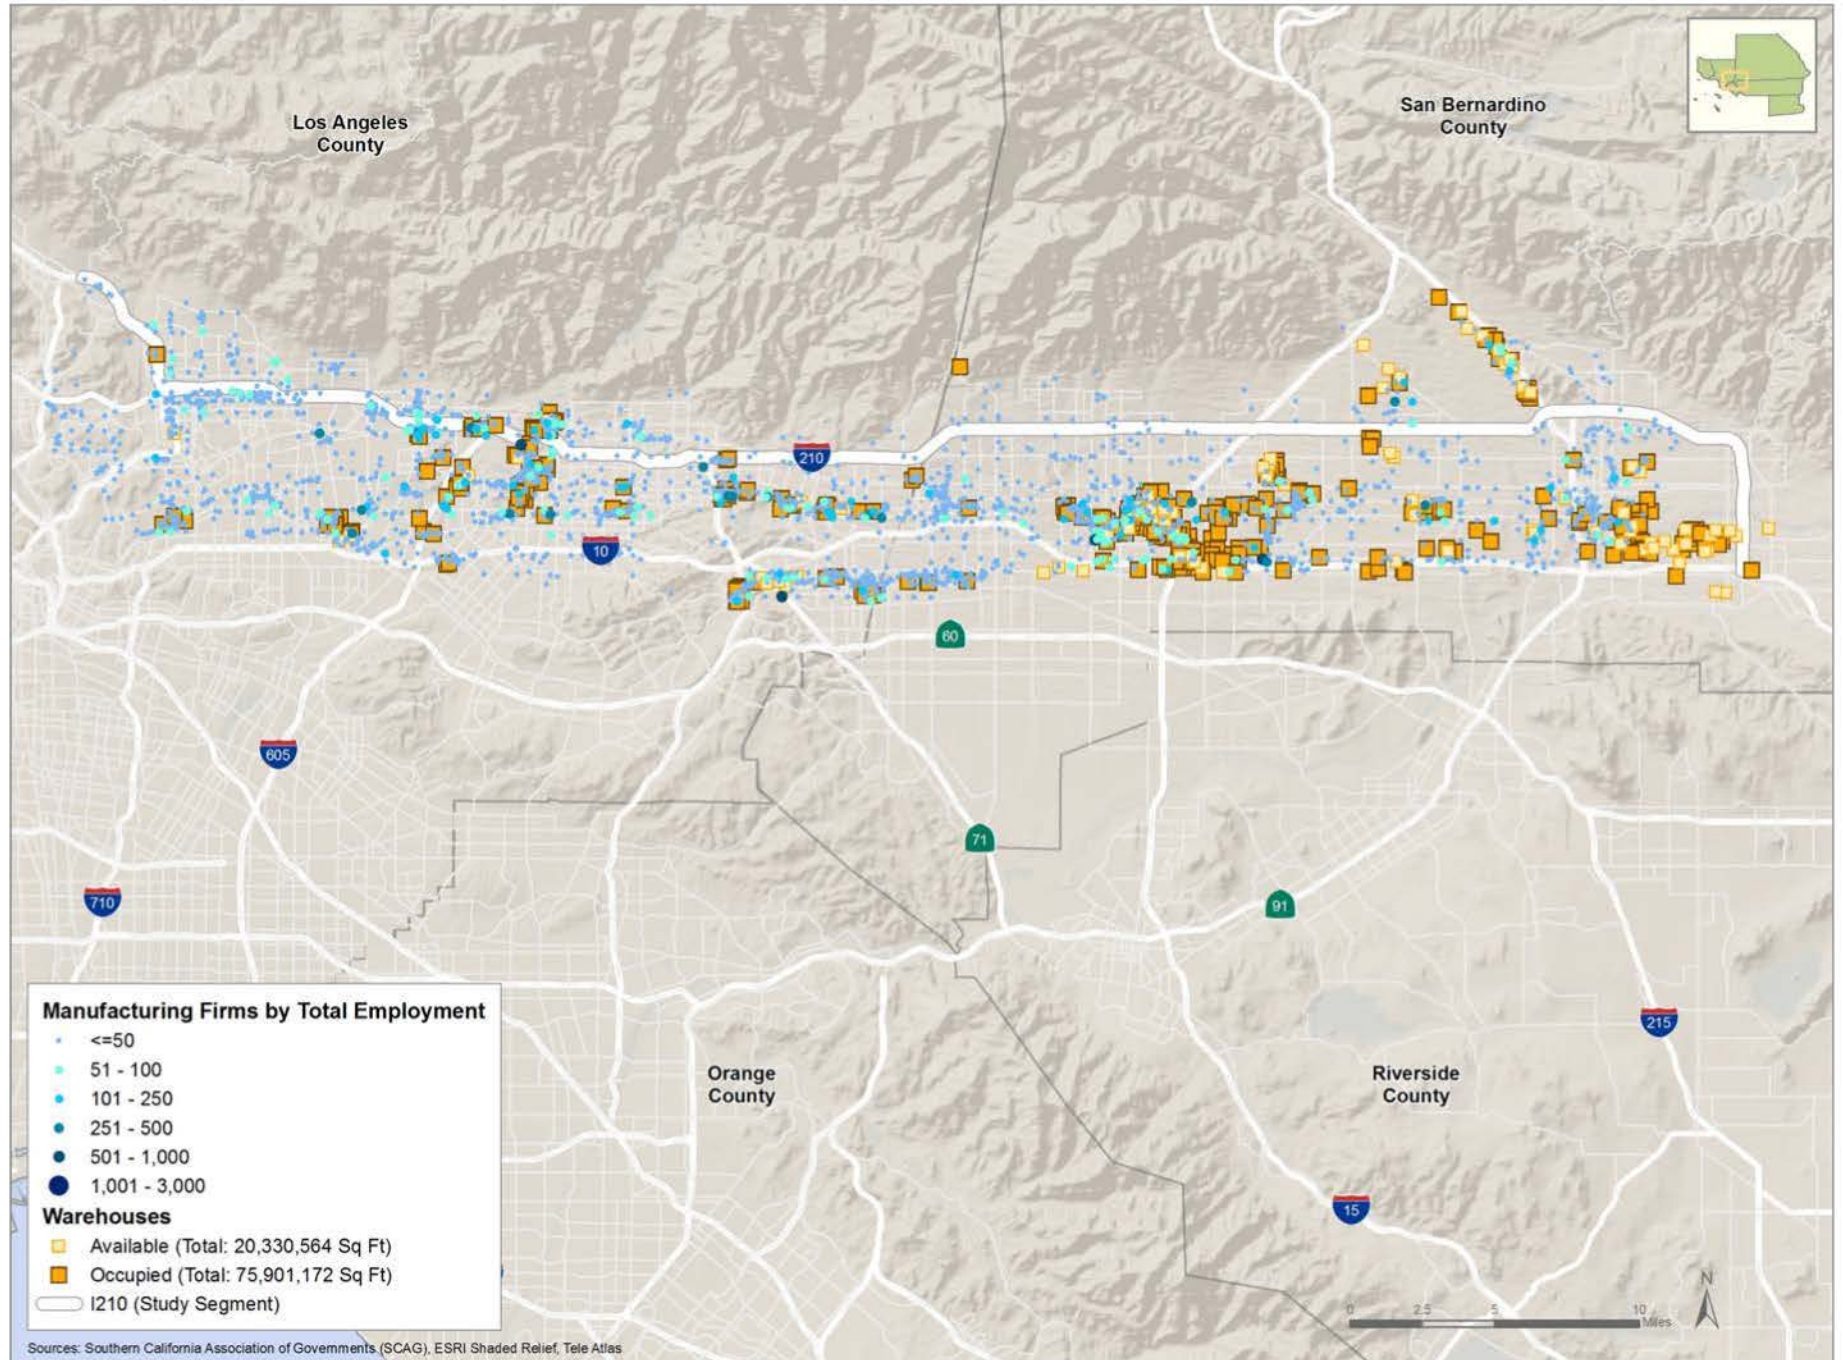 Los Angeles
County
San Bernardino
County
210
10
60
605
71
710
91
215
Orange
County
Riverside
County
15
Manufacturing Firms by Total Employment
<=50
51 - 100
101 - 250
251 - 500
501 - 1,000
1,001 - 3,000
Warehouses
Available (Total: 20,330,564 Sq Ft)
Occupied (Total: 75,901,172 Sq Ft)
I210 (Study Segment)
N
0 2.5 5 10
Miles
Sources: Southern California Association of Governments (SCAG), ESRI Shaded Relief, Tele Atlas